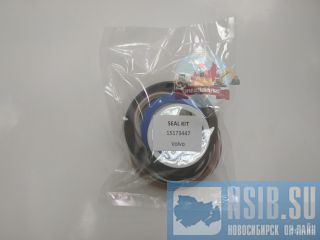 SEAL KIT
15173447
Volvo
NSIB.SU
НОВОСИБИРСК ОН-ЛАЙН